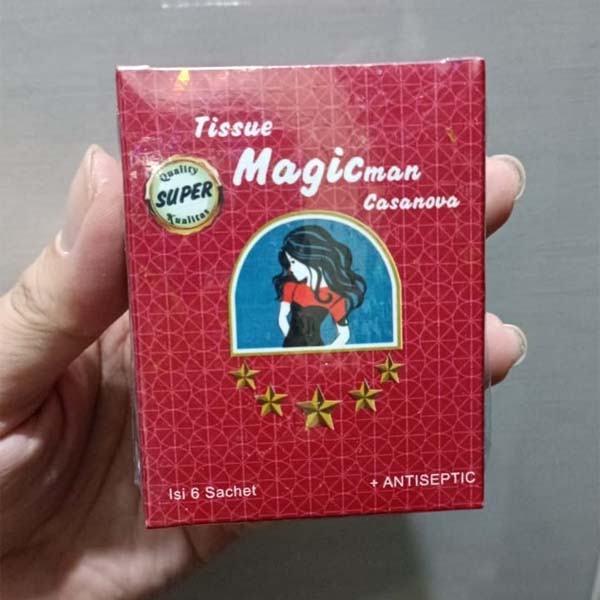 Tissue
Magicman
Casanova
Quality
SUPER
Kualitas
Isi 6 Sachet
+ ANTISEPTIC